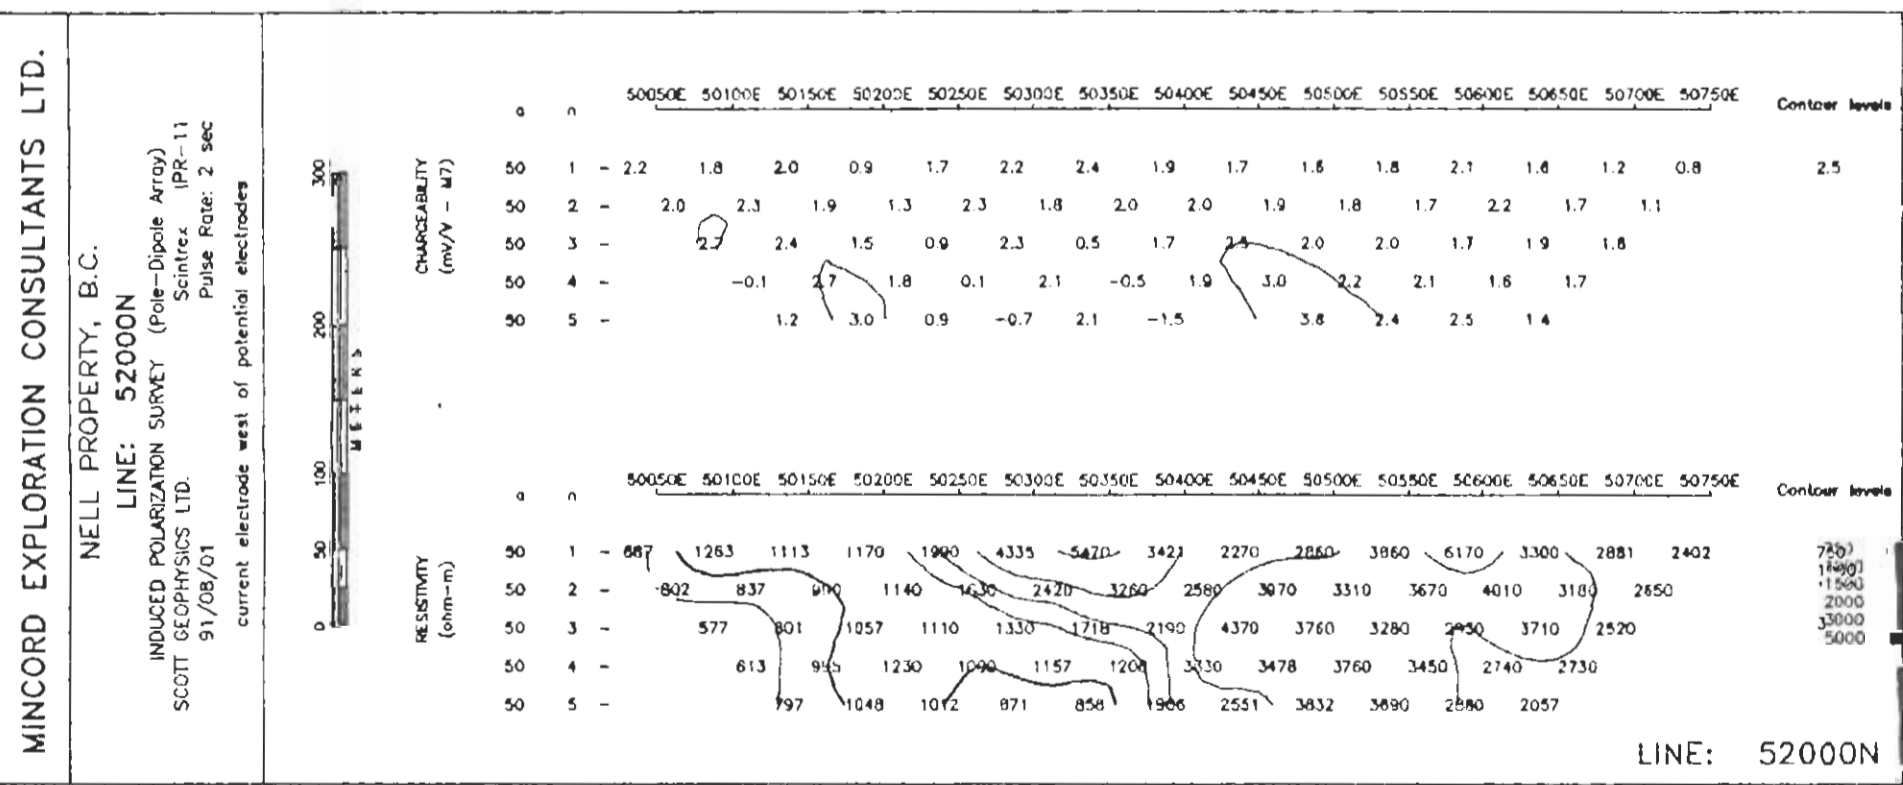 MINCORD EXPLORATION CONSULTANTS LTD.
NELL PROPERTY, B.C.
LINE: 52000N
INDUCED POLARIZATION SURVEY (Pole-Dipole Array)
SCOTT GEOPHYSICS LTD. Scintrex IPR-11
91/08/01 Pulse Rate: 2 sec
current electrode west of potential electrodes
0 50 100 200 300
METERS
50050E 50100E 50150E 50200E 50250E 50300E 50350E 50400E 50450E 50500E 50550E 50600E 50650E 50700E 50750E
a n Contour levels
CHARGEABILITY
(mV/V - M7)
50 1 - 2.2 1.8 2.0 0.9 1.7 2.2 2.4 1.9 1.7 1.6 1.8 2.1 1.6 1.2 0.8 2.5
50 2 - 2.0 2.3 1.9 1.3 2.3 1.8 2.0 2.0 1.9 1.8 1.7 2.2 1.7 1.1
50 3 - 2.7 2.4 1.5 0.9 2.3 0.5 1.7 2.5 2.0 2.0 1.7 1.9 1.6
50 4 - -0.1 2.7 1.8 0.1 2.1 -0.5 1.9 3.0 2.2 2.1 1.6 1.7
50 5 - 1.2 3.0 0.9 -0.7 2.1 -1.5 3.6 2.4 2.5 1.4
50050E 50100E 50150E 50200E 50250E 50300E 50350E 50400E 50450E 50500E 50550E 50600E 50650E 50700E 50750E
a n Contour levels
RESISTIVITY
(ohm-m)
50 1 - 687 1263 1113 1170 1990 4335 5470 3421 2270 2860 3860 6170 3300 2881 2402
50 2 - 802 837 990 1140 1630 2420 3260 2580 3070 3310 3670 4010 3180 2650
50 3 - 577 801 1057 1110 1330 1718 2190 4370 3760 3280 2930 3710 2520
50 4 - 613 995 1230 1090 1157 1206 3330 3478 3760 3450 2740 2730
50 5 - 797 1048 1012 871 858 1906 2551 3832 3690 2880 2057
750
1000
1500
2000
3000
5000
LINE: 52000N